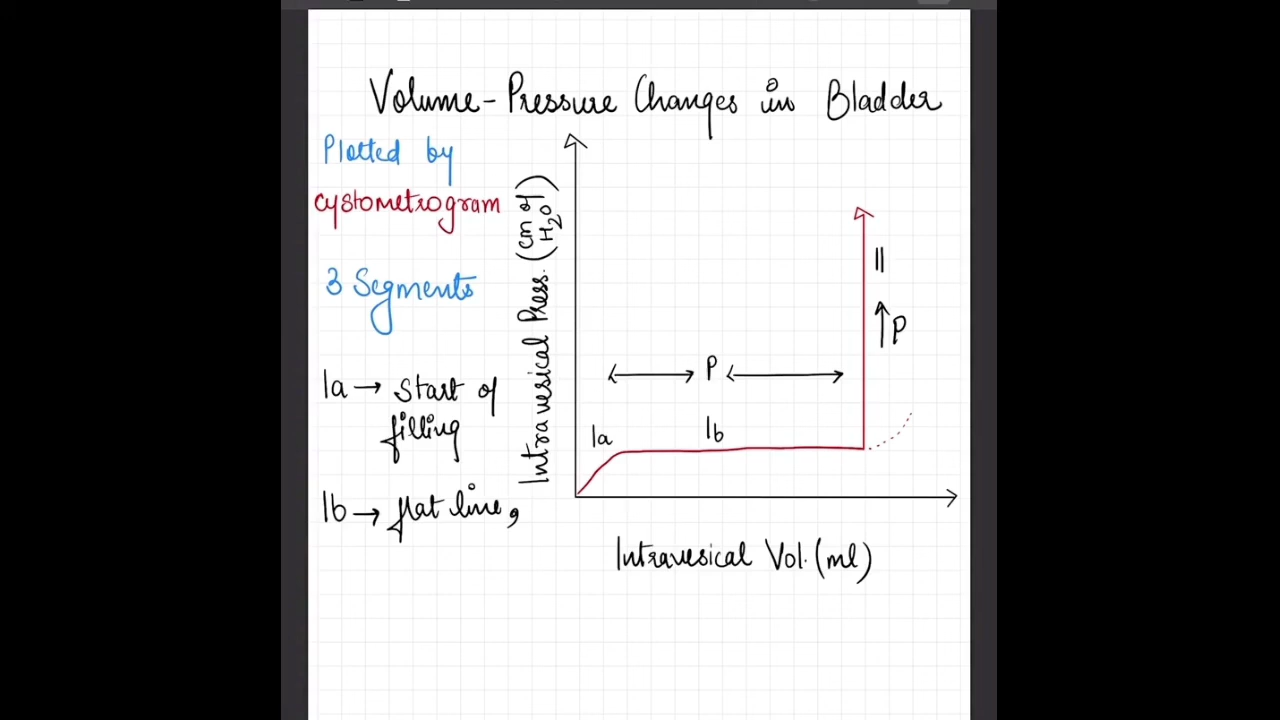 Volume-Pressure Changes in Bladder
Plotted by
cystometrogram
3 Segments
Ia → Start of
filling
Ib → flat line,
Intravesical Press. (cm of
H2O)
II
↑P
P
Ia
Ib
Intravesical Vol. (ml)